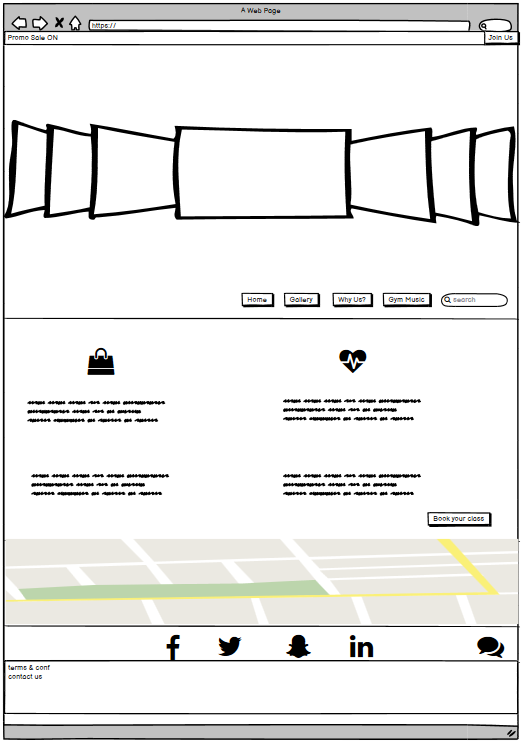 A Web Page
https://
Promo Sale ON
Join Us
Home Gallery Why Us? Gym Music search
Book your class
terms & conf
contact us